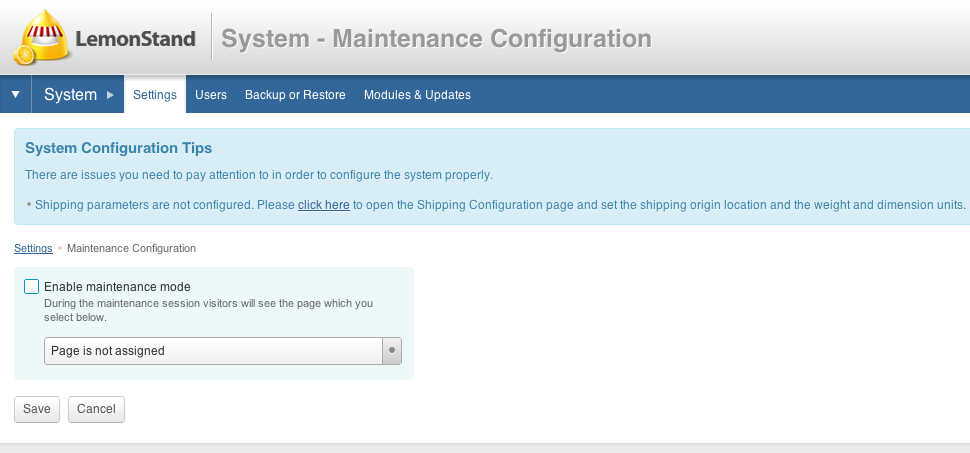 LemonStand
System - Maintenance Configuration
System
Settings
Users
Backup or Restore
Modules & Updates
System Configuration Tips
There are issues you need to pay attention to in order to configure the system properly.
• Shipping parameters are not configured. Please click here to open the Shipping Configuration page and set the shipping origin location and the weight and dimension units.
Settings • Maintenance Configuration
Enable maintenance mode
During the maintenance session visitors will see the page which you
select below.
Page is not assigned
Save
Cancel